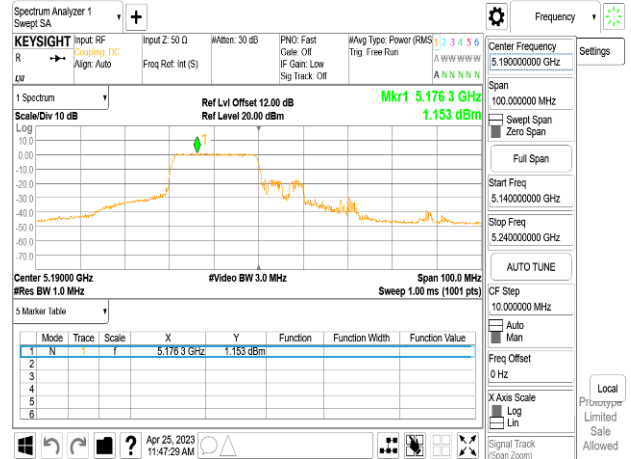 Spectrum Analyzer 1
Swept SA
Frequency
KEYSIGHT
R
LW
Input: RF
Coupling: DC
Align: Auto
Input Z: 50 Ω
Freq Ref: Int (S)
#Atten: 30 dB
PNO: Fast
Gate: Off
IF Gain: Low
Sig Track: Off
#Avg Type: Power (RMS
Trig: Free Run
1 2 3 4 5 6
A W W W W W
A N N N N N
1 Spectrum
Scale/Div 10 dB
Ref Lvl Offset 12.00 dB
Ref Level 20.00 dBm
Mkr1 5.176 3 GHz
1.153 dBm
Log
1
10.0
0.00
-10.0
-20.0
-30.0
-40.0
-50.0
-60.0
-70.0
Center 5.19000 GHz
#Res BW 1.0 MHz
#Video BW 3.0 MHz
Span 100.0 MHz
Sweep 1.00 ms (1001 pts)
5 Marker Table
Mode Trace Scale X Y Function Function Width Function Value
1 N 1 f 5.176 3 GHz 1.153 dBm
2
3
4
5
6
Apr 25, 2023
11:47:29 AM
Center Frequency
5.190000000 GHz
Span
100.000000 MHz
Swept Span
Zero Span
Full Span
Start Freq
5.140000000 GHz
Stop Freq
5.240000000 GHz
AUTO TUNE
CF Step
10.000000 MHz
Auto
Man
Freq Offset
0 Hz
X Axis Scale
Log
Lin
Signal Track
(Span Zoom)
Settings
Local
Prototype
Limited
Sale
Allowed